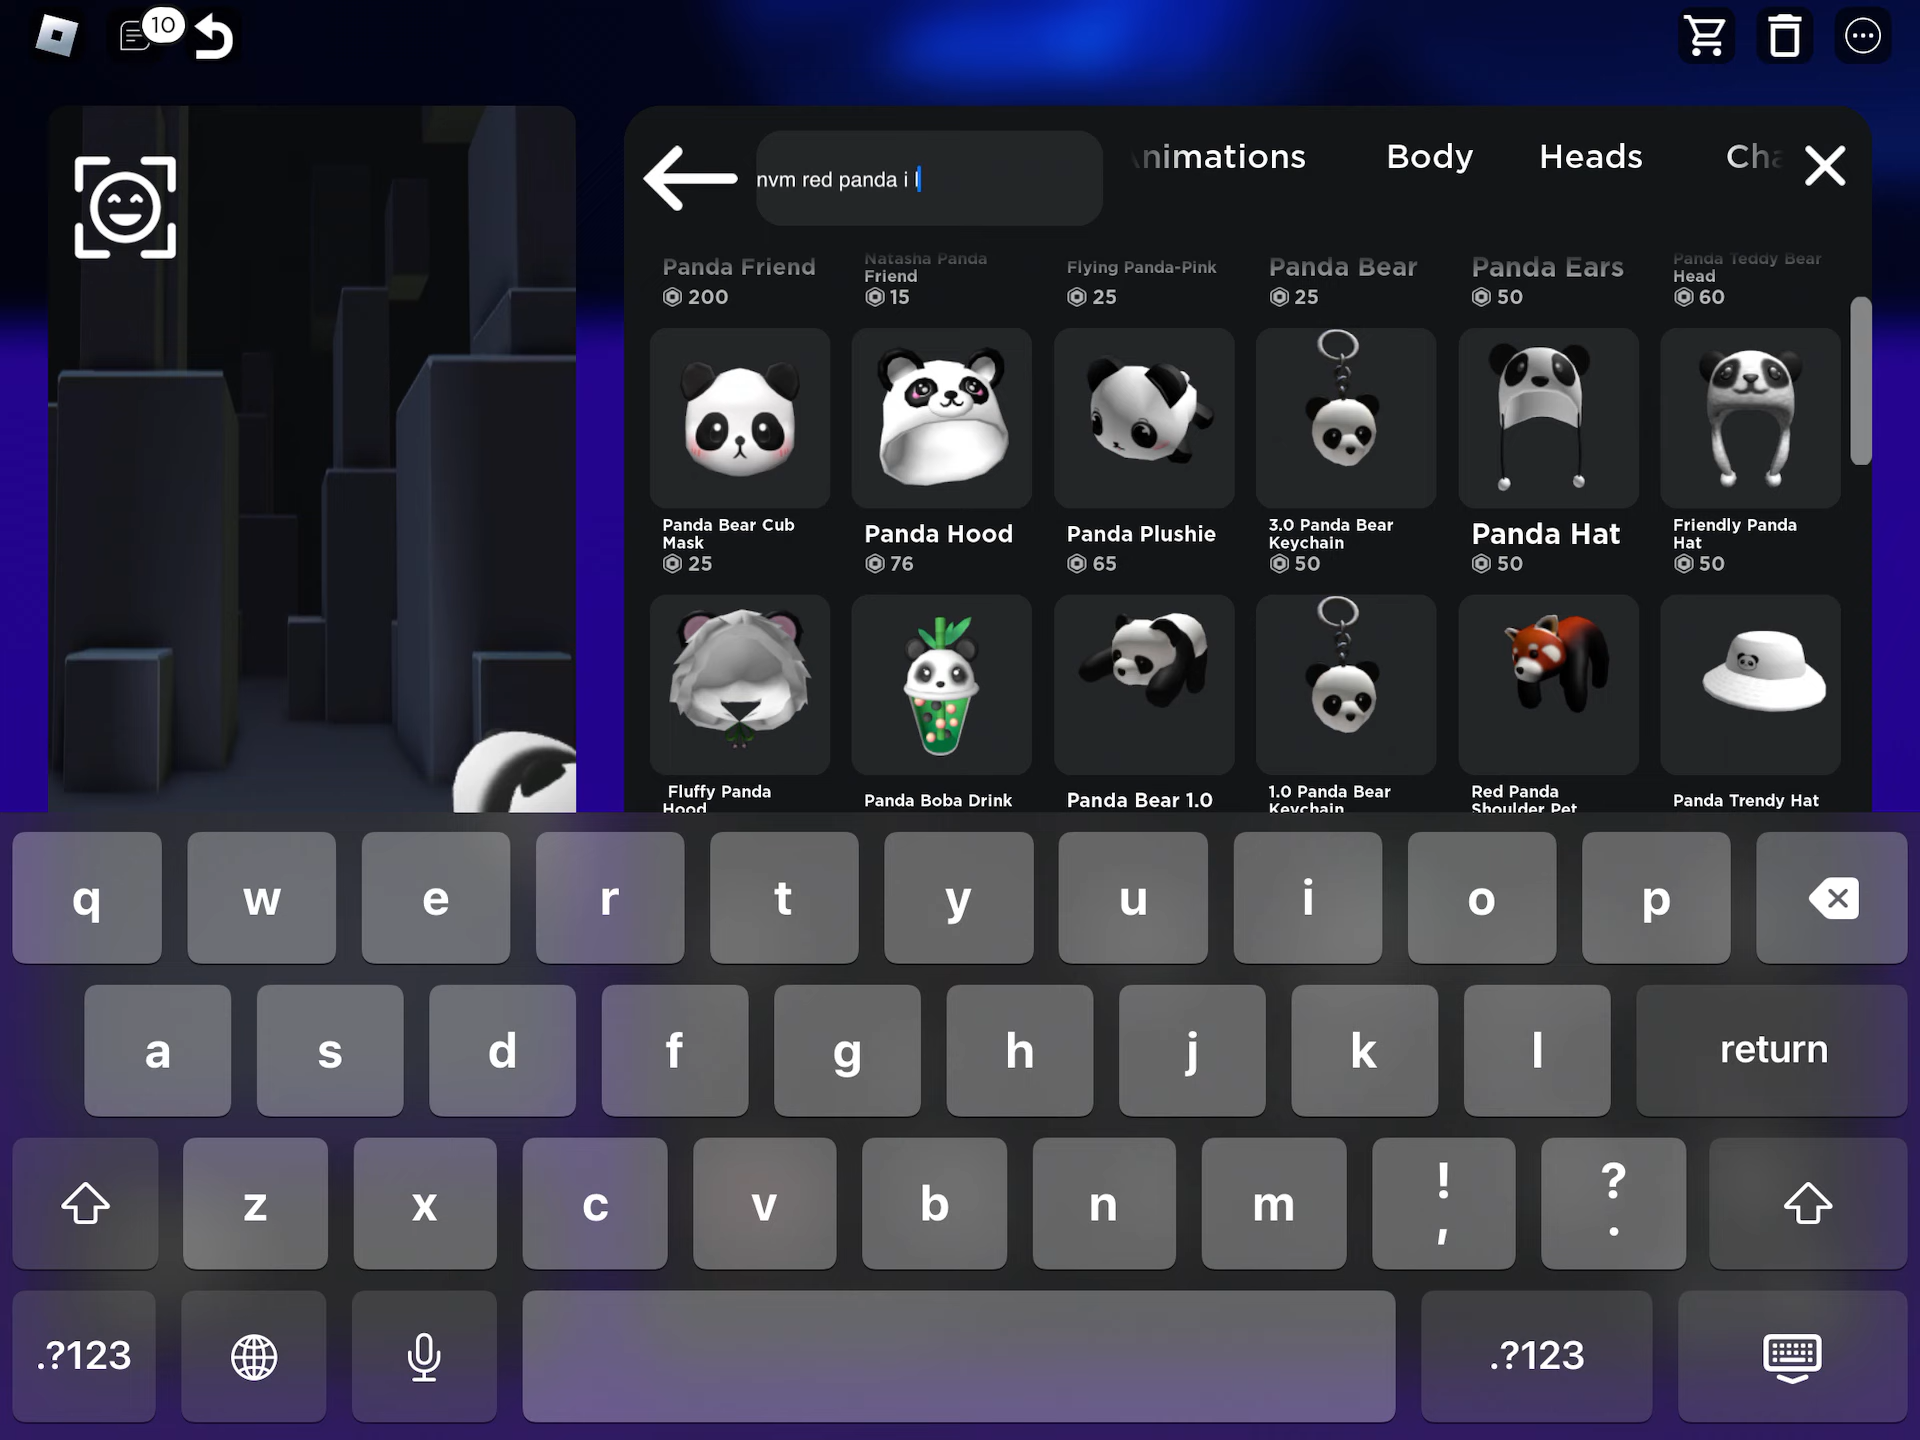 10
nvm red panda i l
nimations
Body
Heads
Cha
Panda Friend
200
Natasha Panda
Friend
15
Flying Panda-Pink
25
Panda Bear
25
Panda Ears
50
Panda Teddy Bear
Head
60
Panda Bear Cub
Mask
25
Panda Hood
76
Panda Plushie
65
3.0 Panda Bear
Keychain
50
Panda Hat
50
Friendly Panda
Hat
50
Fluffy Panda
Hood
Panda Boba Drink
Panda Bear 1.0
1.0 Panda Bear
Keychain
Red Panda
Shoulder Pet
Panda Trendy Hat
q w e r t y u i o p
a s d f g h j k l return
z x c v b n m ! , ? .
.?123 .?123